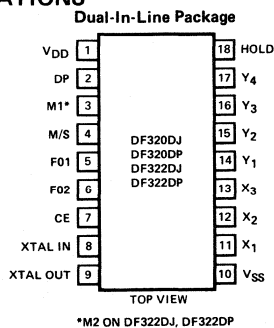 ATIONS
Dual-In-Line Package
VDD 1 18 HOLD
DP 2 17 Y4
M1* 3 16 Y3
M/S 4 15 Y2
DF320DJ
DF320DP
DF322DJ
DF322DP
F01 5 14 Y1
F02 6 13 X3
CE 7 12 X2
XTAL IN 8 11 X1
XTAL OUT 9 10 VSS
TOP VIEW
*M2 ON DF322DJ, DF322DP